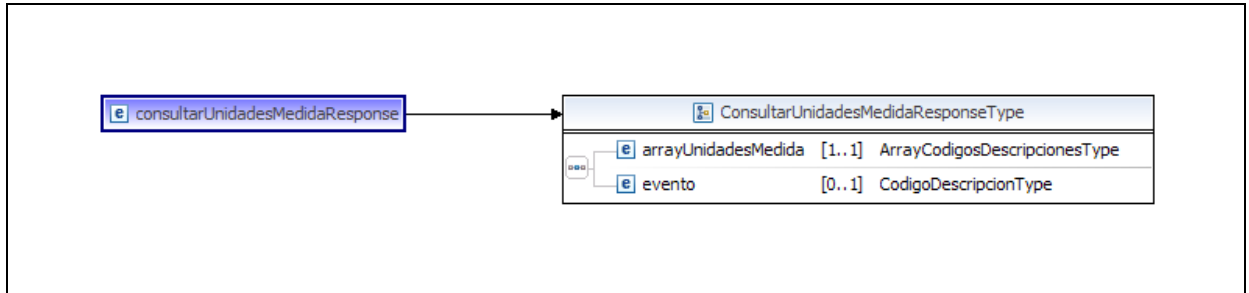 e consultarUnidadesMedidaResponse
ConsultarUnidadesMedidaResponseType
e arrayUnidadesMedida [1..1] ArrayCodigosDescripcionesType
e evento [0..1] CodigoDescripcionType